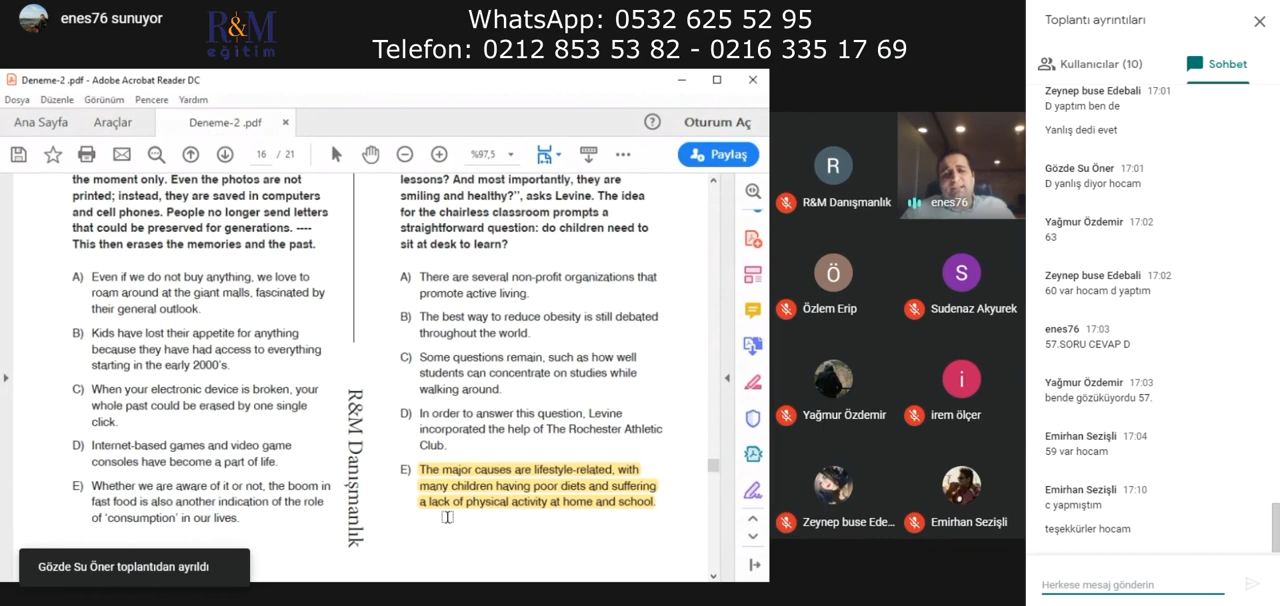 enes76 sunuyor
R&M
eğitim
WhatsApp: 0532 625 52 95
Telefon: 0212 853 53 82 - 0216 335 17 69
Deneme-2 .pdf - Adobe Acrobat Reader DC
Dosya Düzenle Görünüm Pencere Yardım
Ana Sayfa Araçlar Deneme-2 .pdf Oturum Aç
16 / 21 %97,5 Paylaş
the moment only. Even the photos are not
printed; instead, they are saved in computers
and cell phones. People no longer send letters
that could be preserved for generations. ----
This then erases the memories and the past.
A) Even if we do not buy anything, we love to
roam around at the giant malls, fascinated by
their general outlook.
B) Kids have lost their appetite for anything
because they have had access to everything
starting in the early 2000's.
C) When your electronic device is broken, your
whole past could be erased by one single
click.
D) Internet-based games and video game
consoles have become a part of life.
E) Whether we are aware of it or not, the boom in
fast food is also another indication of the role
of 'consumption' in our lives.
R&M Danışmanlık
lessons? And most importantly, they are
smiling and healthy?", asks Levine. The idea
for the chairless classroom prompts a
straightforward question: do children need to
sit at desk to learn?
A) There are several non-profit organizations that
promote active living.
B) The best way to reduce obesity is still debated
throughout the world.
C) Some questions remain, such as how well
students can concentrate on studies while
walking around.
D) In order to answer this question, Levine
incorporated the help of The Rochester Athletic
Club.
E) The major causes are lifestyle-related, with
many children having poor diets and suffering
a lack of physical activity at home and school.
Gözde Su Öner toplantıdan ayrıldı
R
R&M Danışmanlık
enes76
Ö
Özlem Erip
S
Sudenaz Akyurek
Yağmur Özdemir
i
irem ölçer
Zeynep buse Ede...
Emirhan Sezişli
Toplantı ayrıntıları
Kullanıcılar (10) Sohbet
Zeynep buse Edebali 17:01
D yaptım ben de
Yanlış dedi evet
Gözde Su Öner 17:01
D yanlış diyor hocam
Yağmur Özdemir 17:02
63
Zeynep buse Edebali 17:02
60 var hocam d yaptım
enes76 17:03
57.SORU CEVAP D
Yağmur Özdemir 17:03
bende gözüküyordu 57.
Emirhan Sezişli 17:04
59 var hocam
Emirhan Sezişli 17:10
c yapmıştım
teşekkürler hocam
Herkese mesaj gönderin